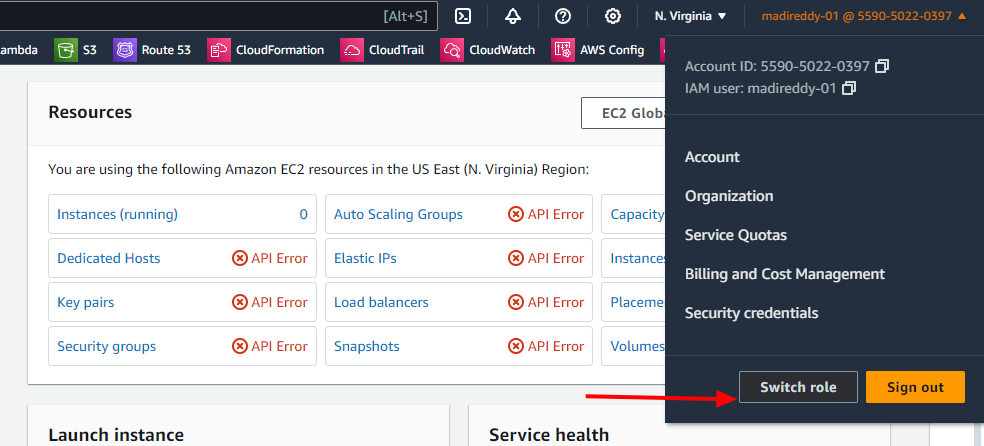 [Alt+S] N. Virginia madireddy-01 @ 5590-5022-0397
ambda S3 Route 53 CloudFormation CloudTrail CloudWatch AWS Config
Account ID: 5590-5022-0397
IAM user: madireddy-01
Account
Organization
Service Quotas
Billing and Cost Management
Security credentials
Switch role Sign out
Resources EC2 Globa
You are using the following Amazon EC2 resources in the US East (N. Virginia) Region:
Instances (running) 0 Auto Scaling Groups API Error Capacity
Dedicated Hosts API Error Elastic IPs API Error Instances
Key pairs API Error Load balancers API Error Placeme
Security groups API Error Snapshots API Error Volumes
Launch instance Service health